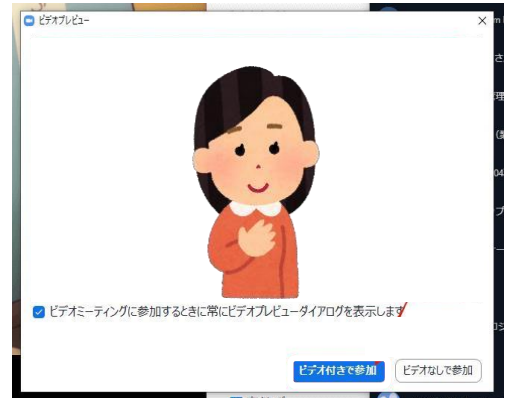 ビデオプレビュー
ビデオミーティングに参加するときに常にビデオプレビューダイアログを表示します
ビデオ付きで参加
ビデオなしで参加